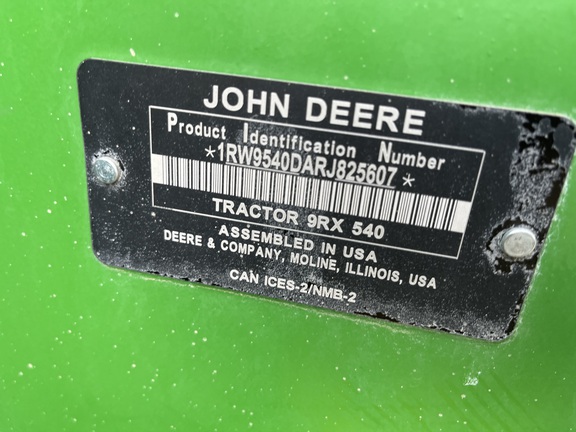 JOHN DEERE
Product Identification Number
*1RW9540DARJ825607*
TRACTOR 9RX 540
ASSEMBLED IN USA
DEERE & COMPANY, MOLINE, ILLINOIS, USA
CAN ICES-2/NMB-2